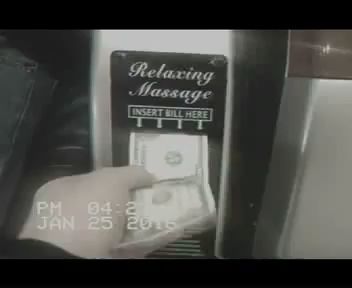 Relaxing
Massage
INSERT BILL HERE
PM 04:2
JAN. 25 2016